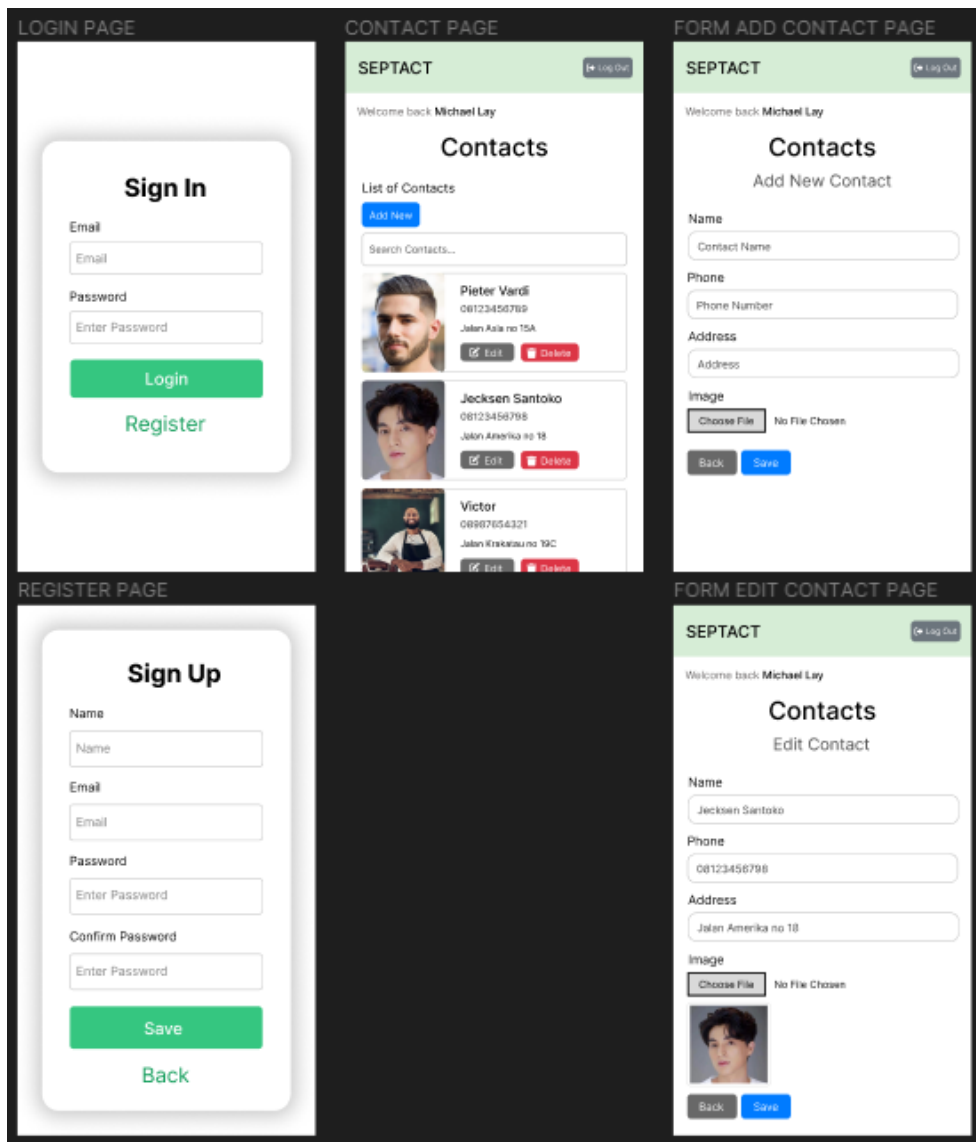 LOGIN PAGE
Sign In
Email
Email
Password
Enter Password
Login
Register
CONTACT PAGE
SEPTACT
Log Out
Welcome back Michael Lay
Contacts
List of Contacts
Add New
Search Contacts...
Pieter Vardi
08123456789
Jalan Asia no 15A
Edit
Delete
Jecksen Santoko
08123456798
Jalan Amerika no 18
Edit
Delete
Victor
08987654321
Jalan Krakatau no 19C
Edit
Delete
FORM ADD CONTACT PAGE
SEPTACT
Log Out
Welcome back Michael Lay
Contacts
Add New Contact
Name
Contact Name
Phone
Phone Number
Address
Address
Image
Choose File No File Chosen
Back Save
REGISTER PAGE
Sign Up
Name
Name
Email
Email
Password
Enter Password
Confirm Password
Enter Password
Save
Back
FORM EDIT CONTACT PAGE
SEPTACT
Log Out
Welcome back Michael Lay
Contacts
Edit Contact
Name
Jecksen Santoko
Phone
08123456798
Address
Jalan Amerika no 18
Image
Choose File No File Chosen
Back Save